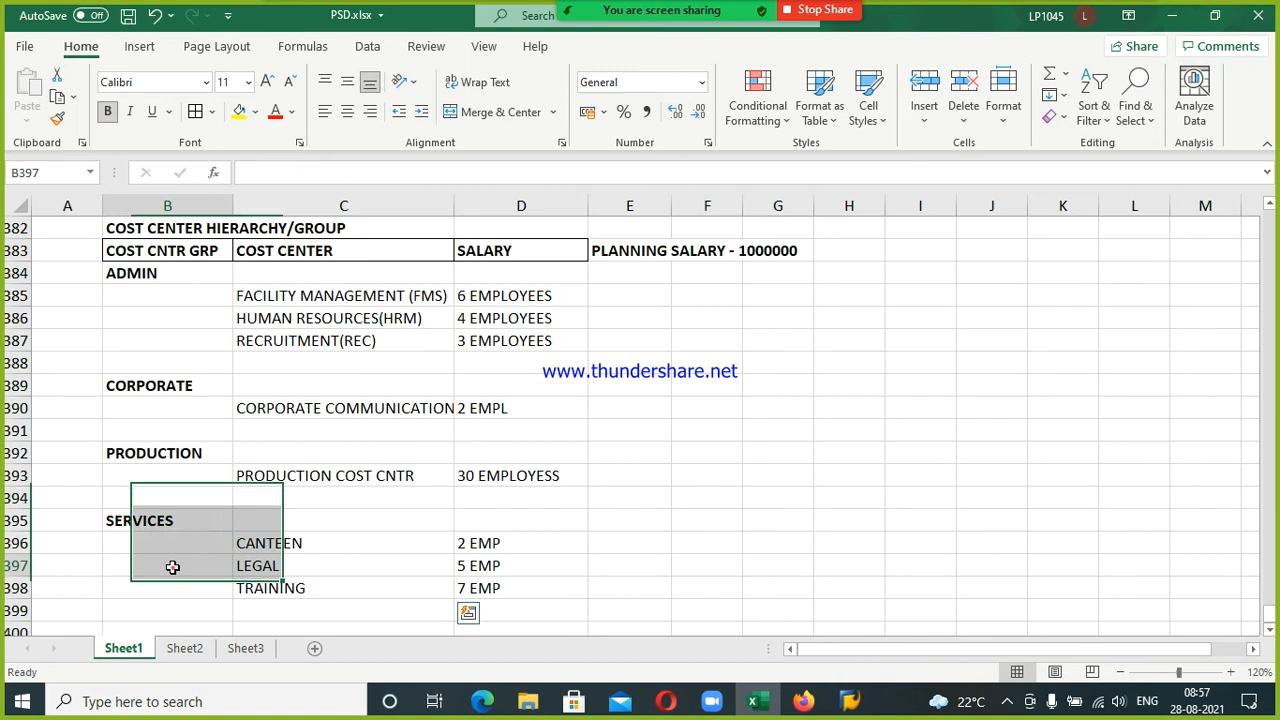 AutoSave Off PSD.xlsx Search You are screen sharing Stop Share LP1045 L
File Home Insert Page Layout Formulas Data Review View Help Share Comments
Paste Calibri 11 A A ab Wrap Text General Conditional Formatting Format as Table Cell Styles Insert Delete Format Sort & Filter Find & Select Analyze Data
B I U A Merge & Center % ,
Clipboard Font Alignment Number Styles Cells Editing Analysis
B397 fx
A B C D E F G H I J K L M
382 COST CENTER HIERARCHY/GROUP
383 COST CNTR GRP COST CENTER SALARY PLANNING SALARY - 1000000
384 ADMIN
385 FACILITY MANAGEMENT (FMS) 6 EMPLOYEES
386 HUMAN RESOURCES(HRM) 4 EMPLOYEES
387 RECRUITMENT(REC) 3 EMPLOYEES
388
www.thundershare.net
389 CORPORATE
390 CORPORATE COMMUNICATION 2 EMPL
391
392 PRODUCTION
393 PRODUCTION COST CNTR 30 EMPLOYESS
394
395 SERVICES
396 CANTEEN 2 EMP
397 LEGAL 5 EMP
398 TRAINING 7 EMP
399
400
Sheet1 Sheet2 Sheet3
Ready 120%
Type here to search 22°C ENG 08:57
28-08-2021